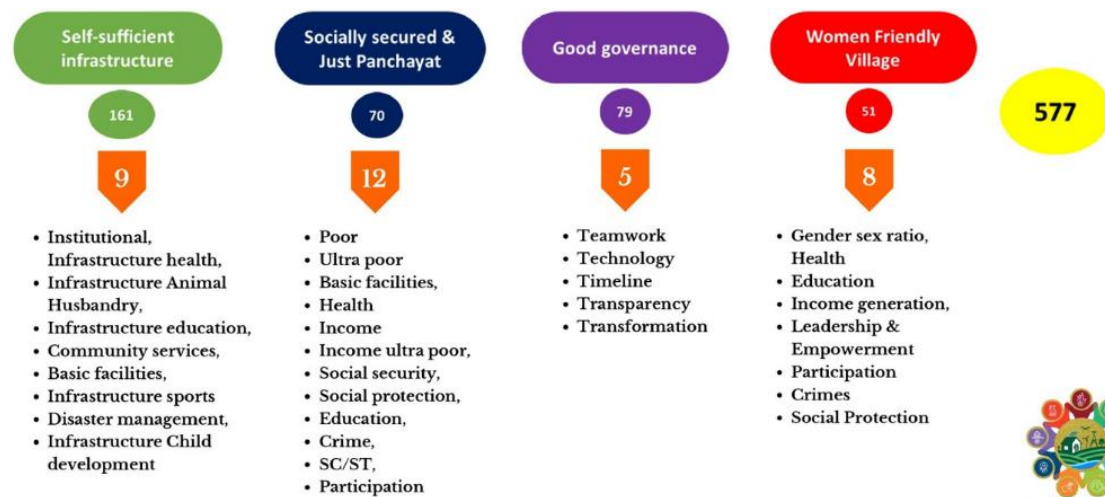 Self-sufficient
infrastructure
161
9
• Institutional,
Infrastructure health,
• Infrastructure Animal
Husbandry,
• Infrastructure education,
• Community services,
• Basic facilities,
• Infrastructure sports
• Disaster management,
• Infrastructure Child
development
Socially secured &
Just Panchayat
70
12
• Poor
• Ultra poor
• Basic facilities,
• Health
• Income
• Income ultra poor,
• Social security,
• Social protection,
• Education,
• Crime,
• SC/ST,
• Participation
Good governance
79
5
• Teamwork
• Technology
• Timeline
• Transparency
• Transformation
Women Friendly
Village
51
8
• Gender sex ratio,
Health
• Education
• Income generation,
• Leadership &
Empowerment
• Participation
• Crimes
• Social Protection
577